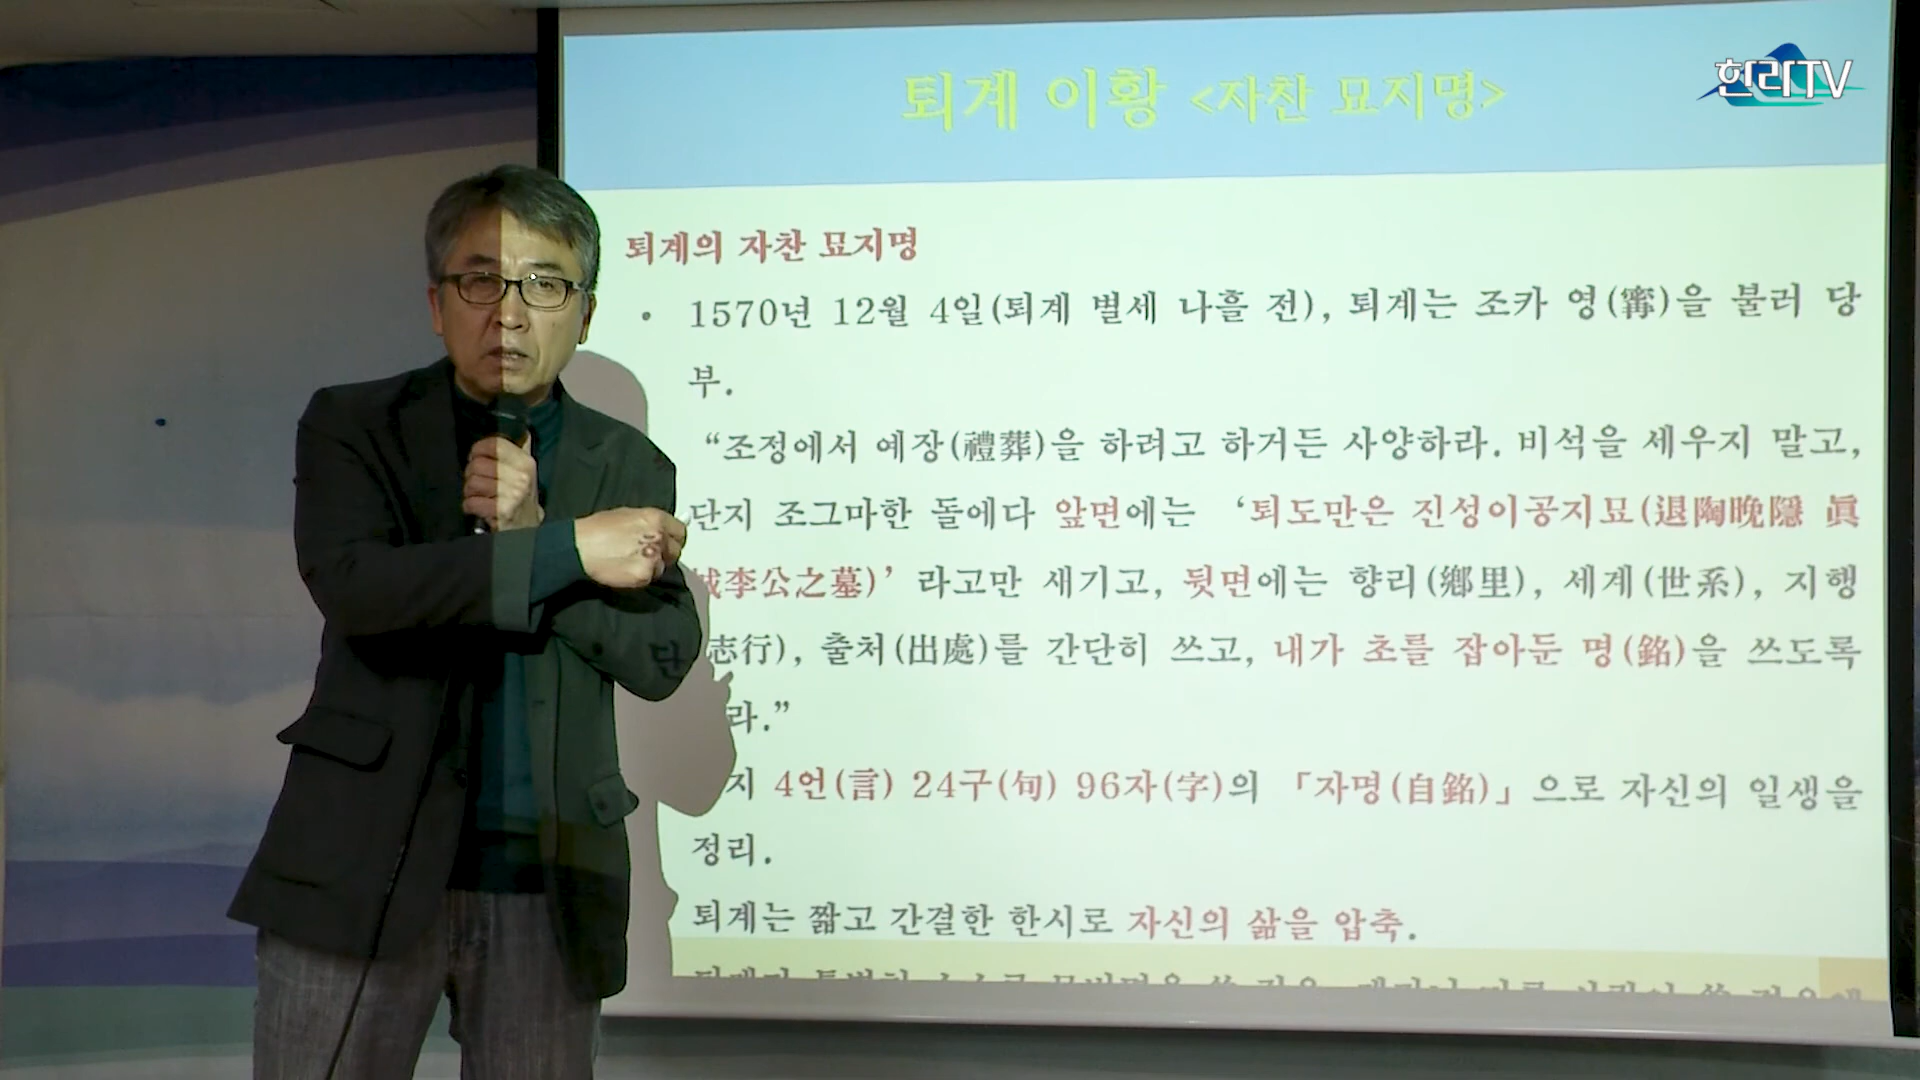 퇴계 이황 <자찬 묘지명>
한라TV
퇴계의 자찬 묘지명
• 1570년 12월 4일(퇴계 별세 나흘 전), 퇴계는 조카 영(寗)을 불러 당
부.
“조정에서 예장(禮葬)을 하려고 하거든 사양하라. 비석을 세우지 말고,
단지 조그마한 돌에다 앞면에는 ‘퇴도만은 진성이공지묘(退陶晚隱 眞
城李公之墓)’ 라고만 새기고, 뒷면에는 향리(鄕里), 세계(世系), 지행
志行), 출처(出處)를 간단히 쓰고, 내가 초를 잡아둔 명(銘)을 쓰도록
라.”
단지 4언(言) 24구(句) 96자(字)의 「자명(自銘)」으로 자신의 일생을
정리.
퇴계는 짧고 간결한 한시로 자신의 삶을 압축.